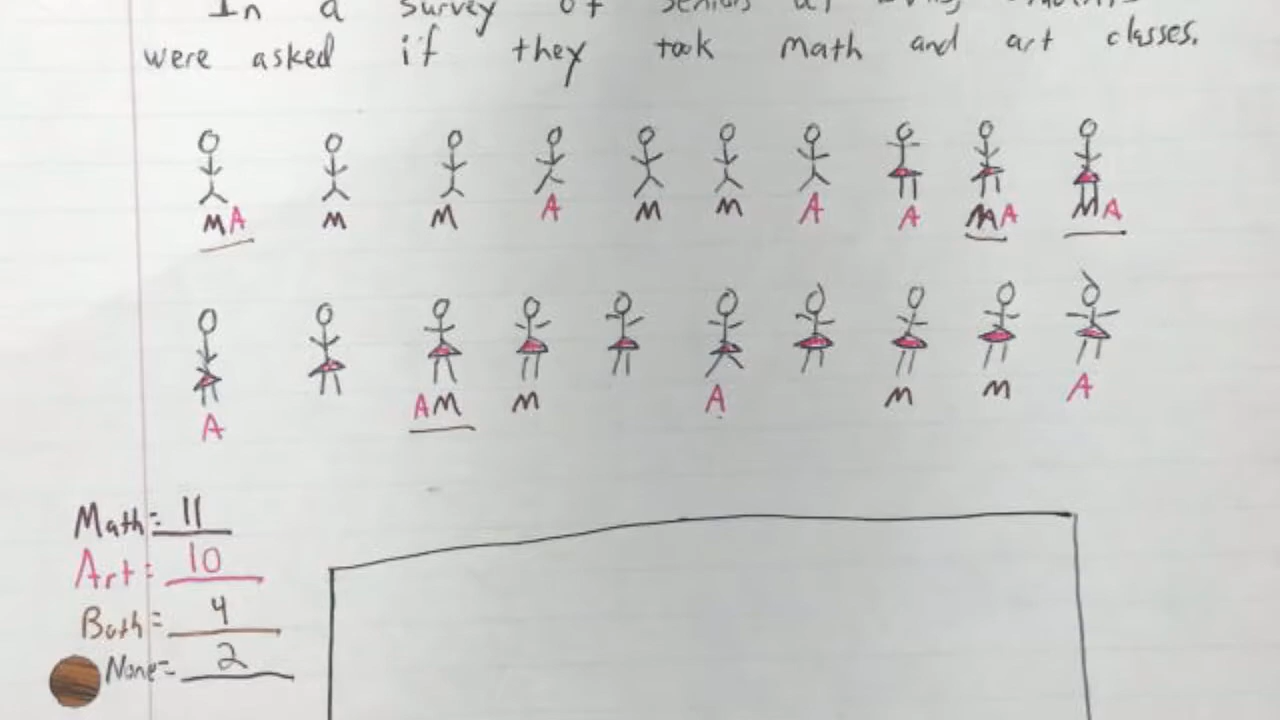 In a survey of seniors
were asked if they took math and art classes.
MA M M A M M A A MA MA
A AM M A M M A
Math = 11
Art = 10
Both = 4
None = 2